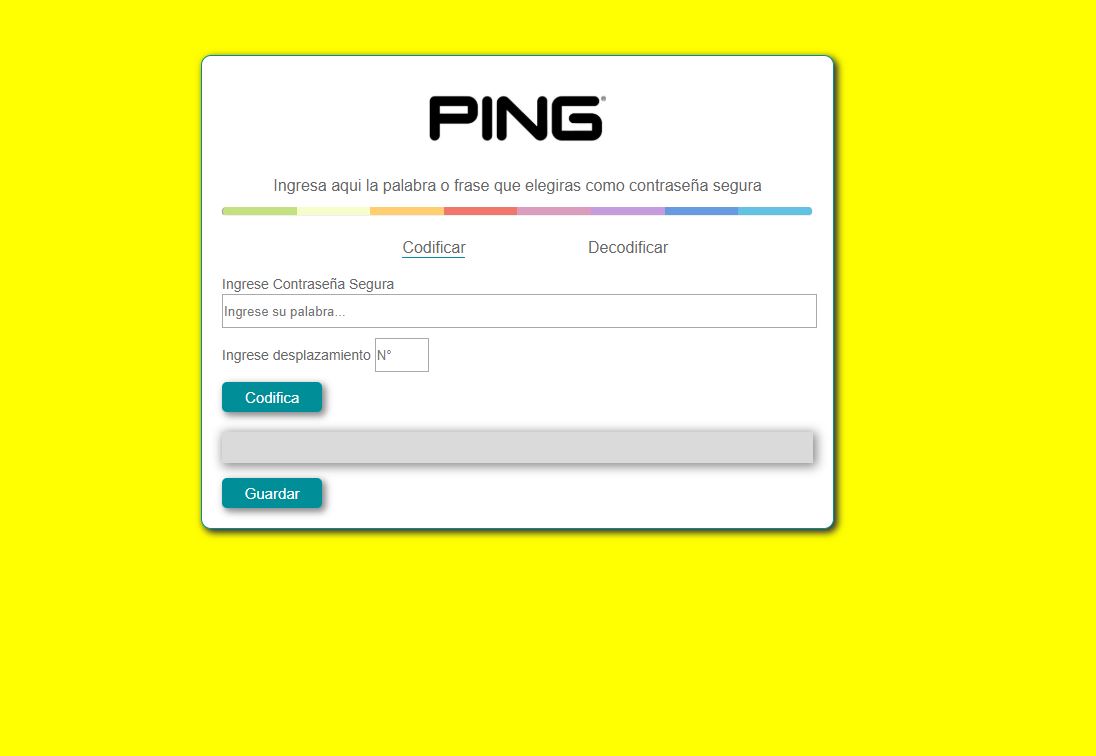 PING®
Ingresa aqui la palabra o frase que elegiras como contraseña segura
Codificar Decodificar
Ingrese Contraseña Segura
Ingrese su palabra...
Ingrese desplazamiento N°
Codifica
Guardar